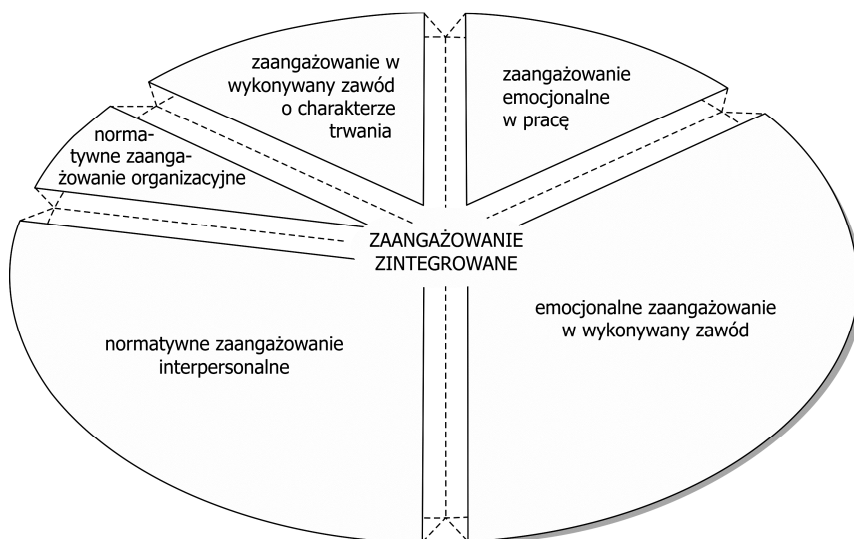 zaangażowanie w
wykonywany zawód
o charakterze
trwania
zaangażowanie
emocjonalne
w pracę
norma-
tywne zaanga-
żowanie organizacyjne
ZAANGAŻOWANIE
ZINTEGROWANE
emocjonalne zaangażowanie
w wykonywany zawód
normatywne zaangażowanie
interpersonalne